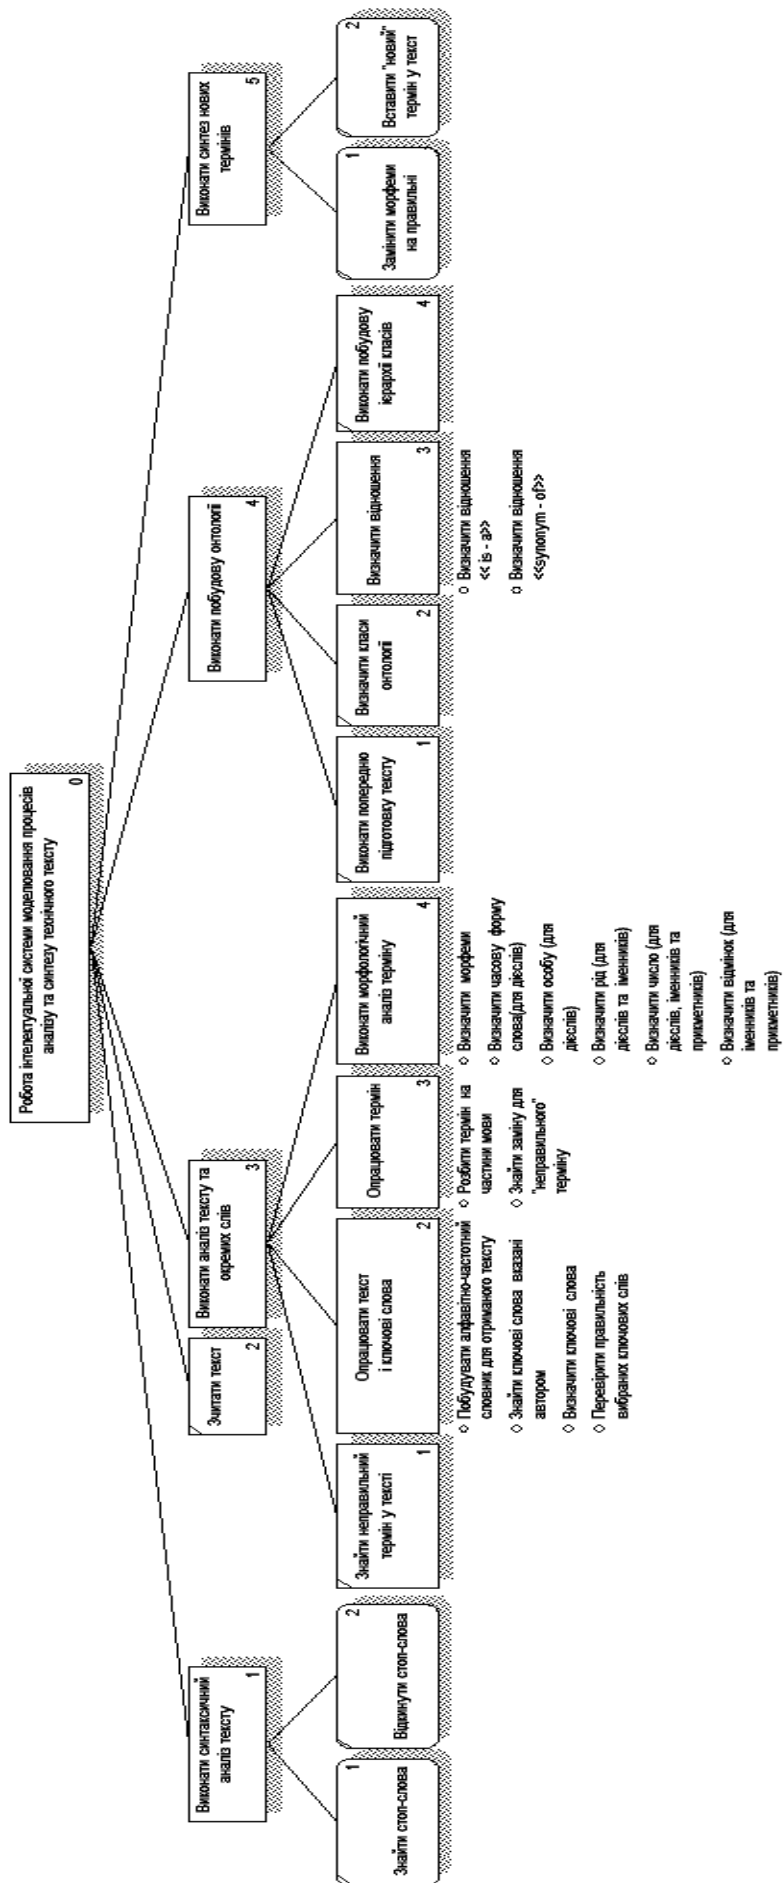 Робота інтелектуальної системи моделювання процесів
аналізу та синтезу технічного тексту
0
Виконати синтаксичний
аналіз тексту
1
Зчитати текст
2
Виконати аналіз тексту та
окремих слів
3
Виконати побудову онтології
4
Виконати синтез нових
термінів
5
Знайти стоп-слова
1
Відкинути стоп-слова
2
Знайти неправильний
термін у тексті
1
Опрацювати текст
і ключові слова
2
◇ Побудувати алфавітно-частотний
словник для отриманого тексту
◇ Знайти ключові слова вказані
автором
◇ Визначити ключові слова
◇ Перевірити правильність
вибраних ключових слів
Опрацювати термін
3
◇ Розбити термін на
частини мови
◇ Знайти заміну для
"неправильного"
терміну
Виконати морфологічний
аналіз терміну
4
◇ Визначити морфеми
◇ Визначити часову форму
слова(для дієслів)
◇ Визначити особу (для
дієслів)
◇ Визначити рід (для
дієслів та іменників)
◇ Визначити число (для
дієслів, іменників та
прикметників)
◇ Визначити відмінок (для
іменників та
прикметників)
Виконати попередню
підготовку тексту
1
Визначити класи
онтології
2
Визначити відношення
3
◇ Визначити відношення
<< is - a>>
◇ Визначити відношення
<<synonym - of>>
Виконати побудову
ієрархії класів
4
Замінити морфеми
на правильні
1
Вставити "новий"
термін у текст
2